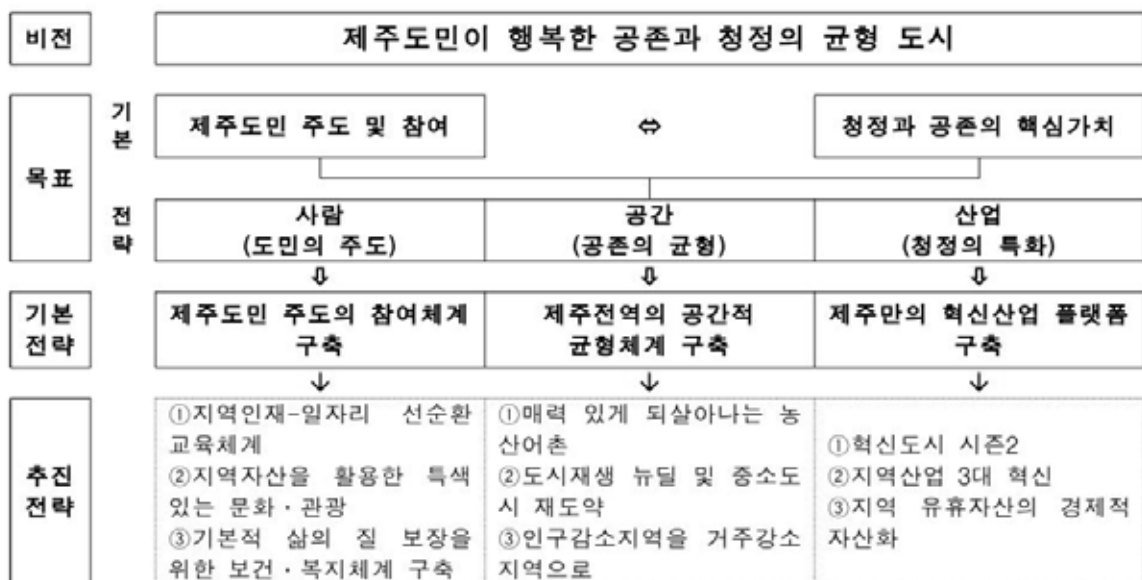 비전
제주도민이 행복한 공존과 청정의 균형 도시
목표
기본
제주도민 주도 및 참여
⇔
청정과 공존의 핵심가치
전략
사람
(도민의 주도)
공간
(공존의 균형)
산업
(청정의 특화)
기본
전략
제주도민 주도의 참여체계
구축
제주전역의 공간적
균형체계 구축
제주만의 혁신산업 플랫폼
구축
추진
전략
①지역인재-일자리 선순환
교육체계
②지역자산을 활용한 특색
있는 문화·관광
③기본적 삶의 질 보장을
위한 보건·복지체계 구축
①매력 있게 되살아나는 농
산어촌
②도시재생 뉴딜 및 중소도
시 재도약
③인구감소지역을 거주강소
지역으로
①혁신도시 시즌2
②지역산업 3대 혁신
③지역 유휴자산의 경제적
자산화